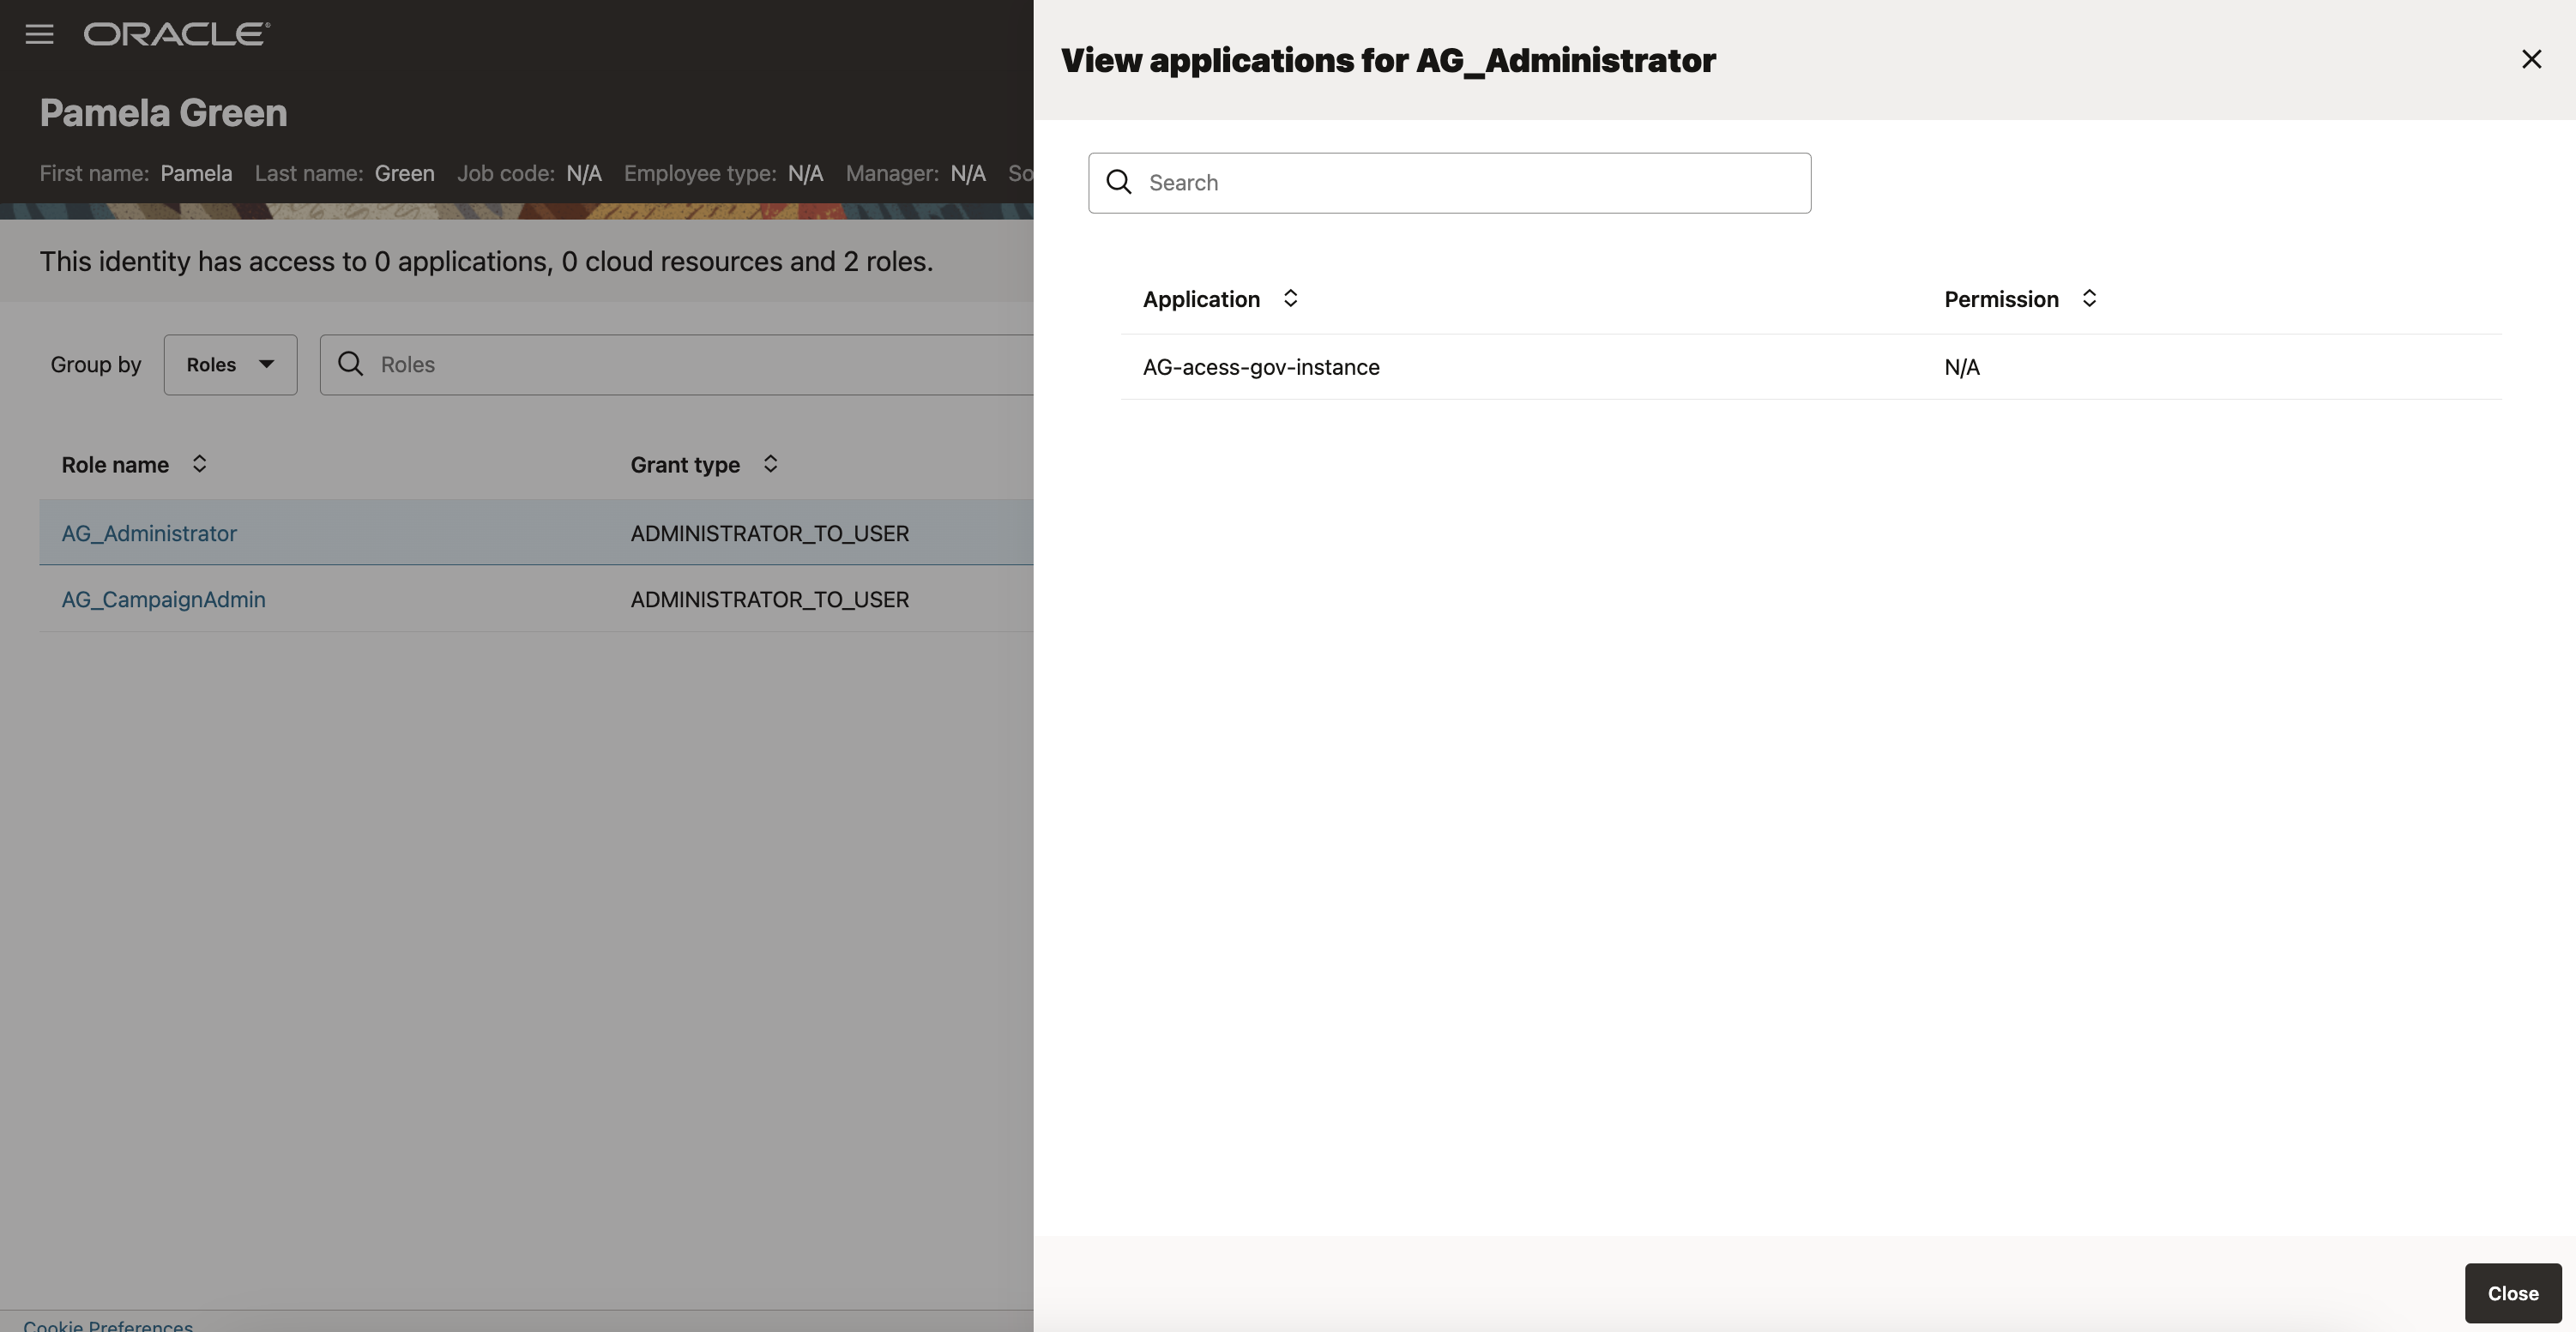 ORACLE
Pamela Green
First name: Pamela Last name: Green Job code: N/A Employee type: N/A Manager: N/A So
This identity has access to 0 applications, 0 cloud resources and 2 roles.
Group by Roles Roles
Role name Grant type
AG_Administrator ADMINISTRATOR_TO_USER
AG_CampaignAdmin ADMINISTRATOR_TO_USER
Cookie Preferences
View applications for AG_Administrator
Search
Application Permission
AG-acess-gov-instance N/A
Close